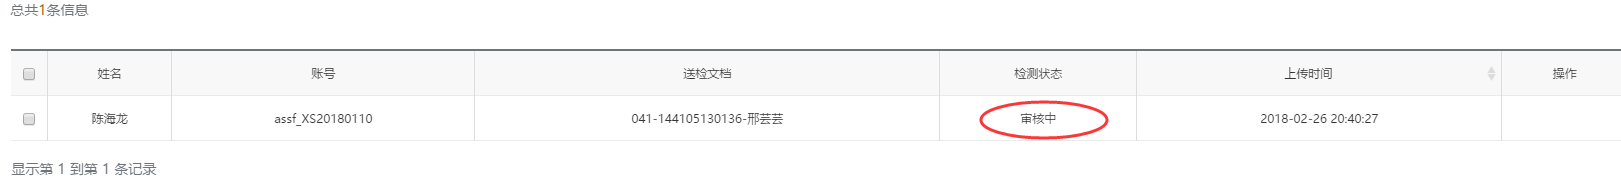 总共1条信息
姓名 账号 送检文档 检测状态 上传时间 操作
陈海龙 assf_XS20180110 041-144105130136-邢芸芸 审核中 2018-02-26 20:40:27
显示第 1 到第 1 条记录